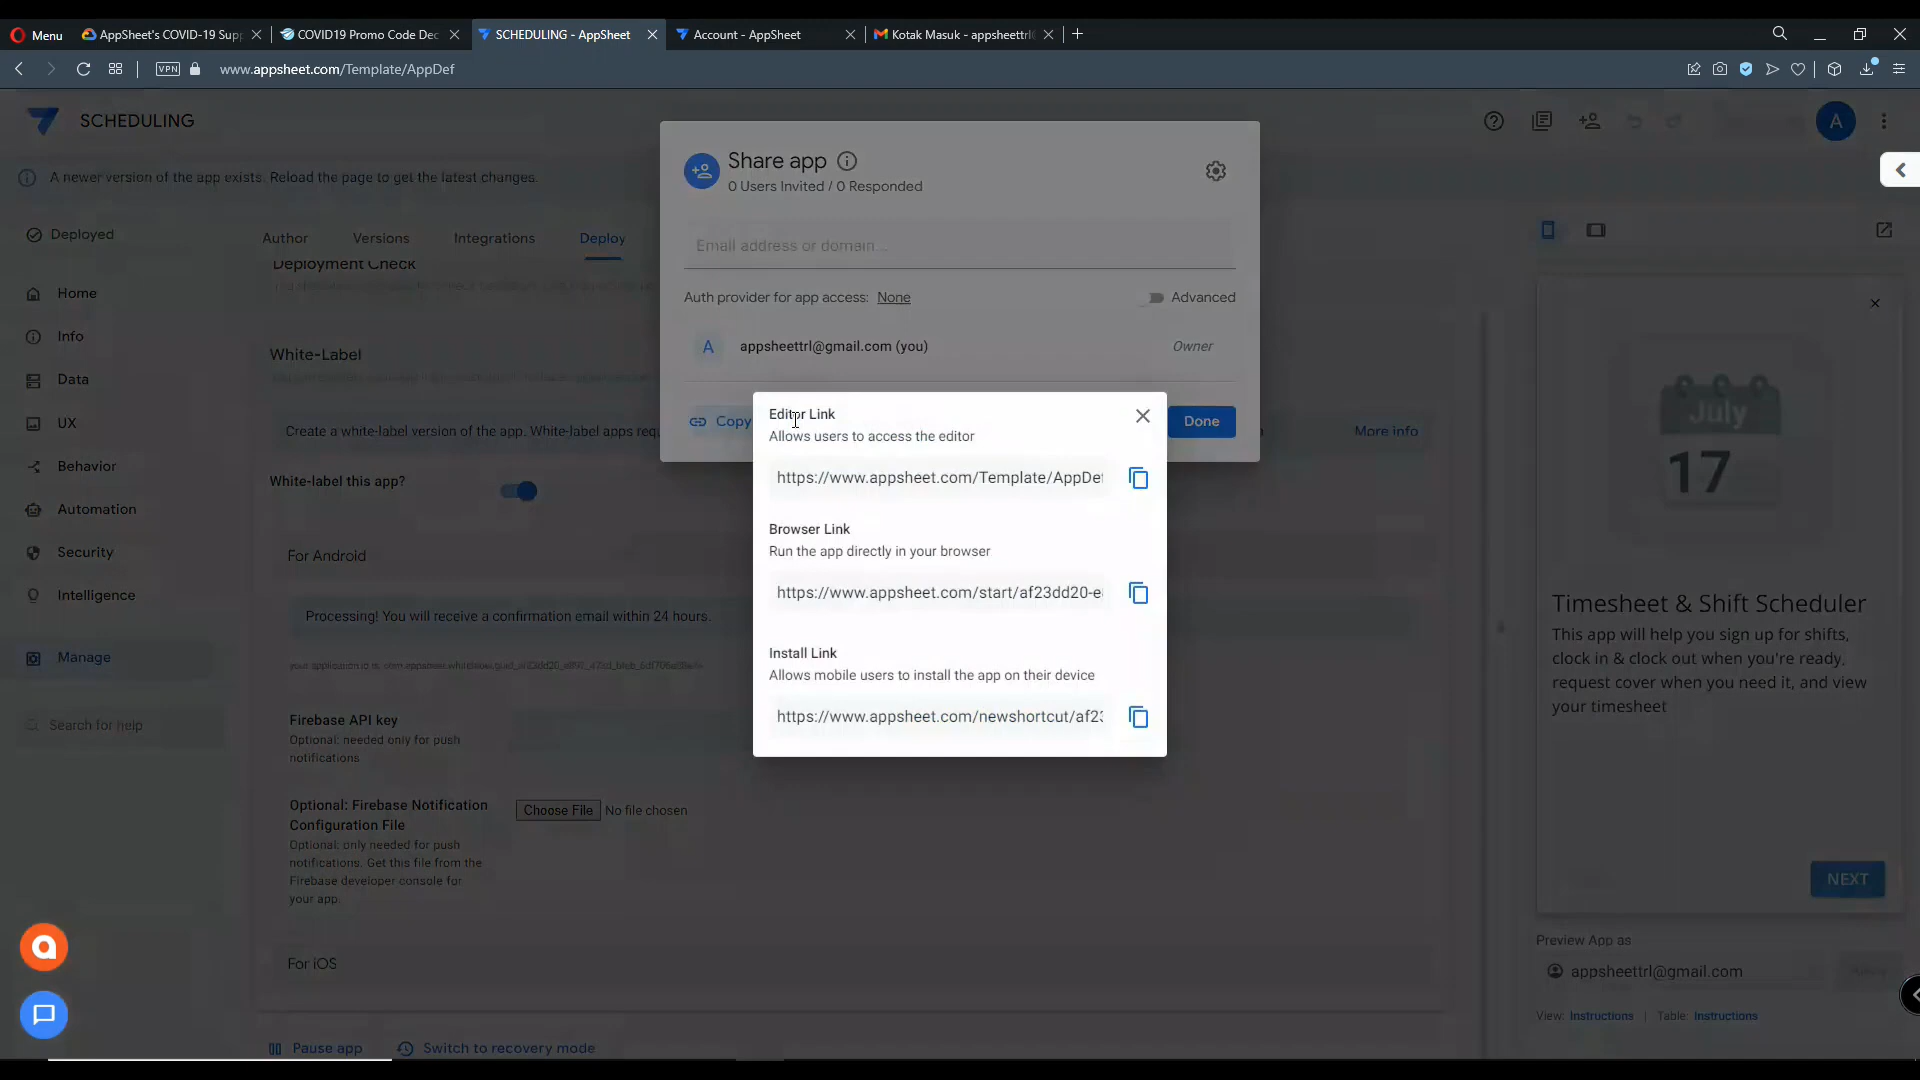 Menu
AppSheet's COVID-19 Sup
COVID19 Promo Code Dec
SCHEDULING - AppSheet
Account - AppSheet
Kotak Masuk - appsheettrl
VPN
www.appsheet.com/Template/AppDef
SCHEDULING
A
A newer version of the app exists. Reload the page to get the latest changes.
Deployed
Home
Info
Data
UX
Behavior
Automation
Security
Intelligence
Manage
Search for help
Author
Versions
Integrations
Deploy
Deployment Check
White-Label
Create a white-label version of the app. White-label apps req
More info
White-label this app?
For Android
Processing! You will receive a confirmation email within 24 hours.
Firebase API key
Optional: needed only for push
notifications
Optional: Firebase Notification
Configuration File
Optional: only needed for push
notifications. Get this file from the
Firebase developer console for
your app.
Choose File No file chosen
For iOS
Pause app
Switch to recovery mode
Share app
0 Users Invited / 0 Responded
Email address or domain...
Auth provider for app access: None
Advanced
A
appsheettrl@gmail.com (you)
Owner
Copy
Done
Editor Link
Allows users to access the editor
https://www.appsheet.com/Template/AppDef
Browser Link
Run the app directly in your browser
https://www.appsheet.com/start/af23dd20-e
Install Link
Allows mobile users to install the app on their device
https://www.appsheet.com/newshortcut/af23
July
17
Timesheet & Shift Scheduler
This app will help you sign up for shifts,
clock in & clock out when you're ready,
request cover when you need it, and view
your timesheet
NEXT
Preview App as
appsheettrl@gmail.com
View: Instructions | Table: Instructions